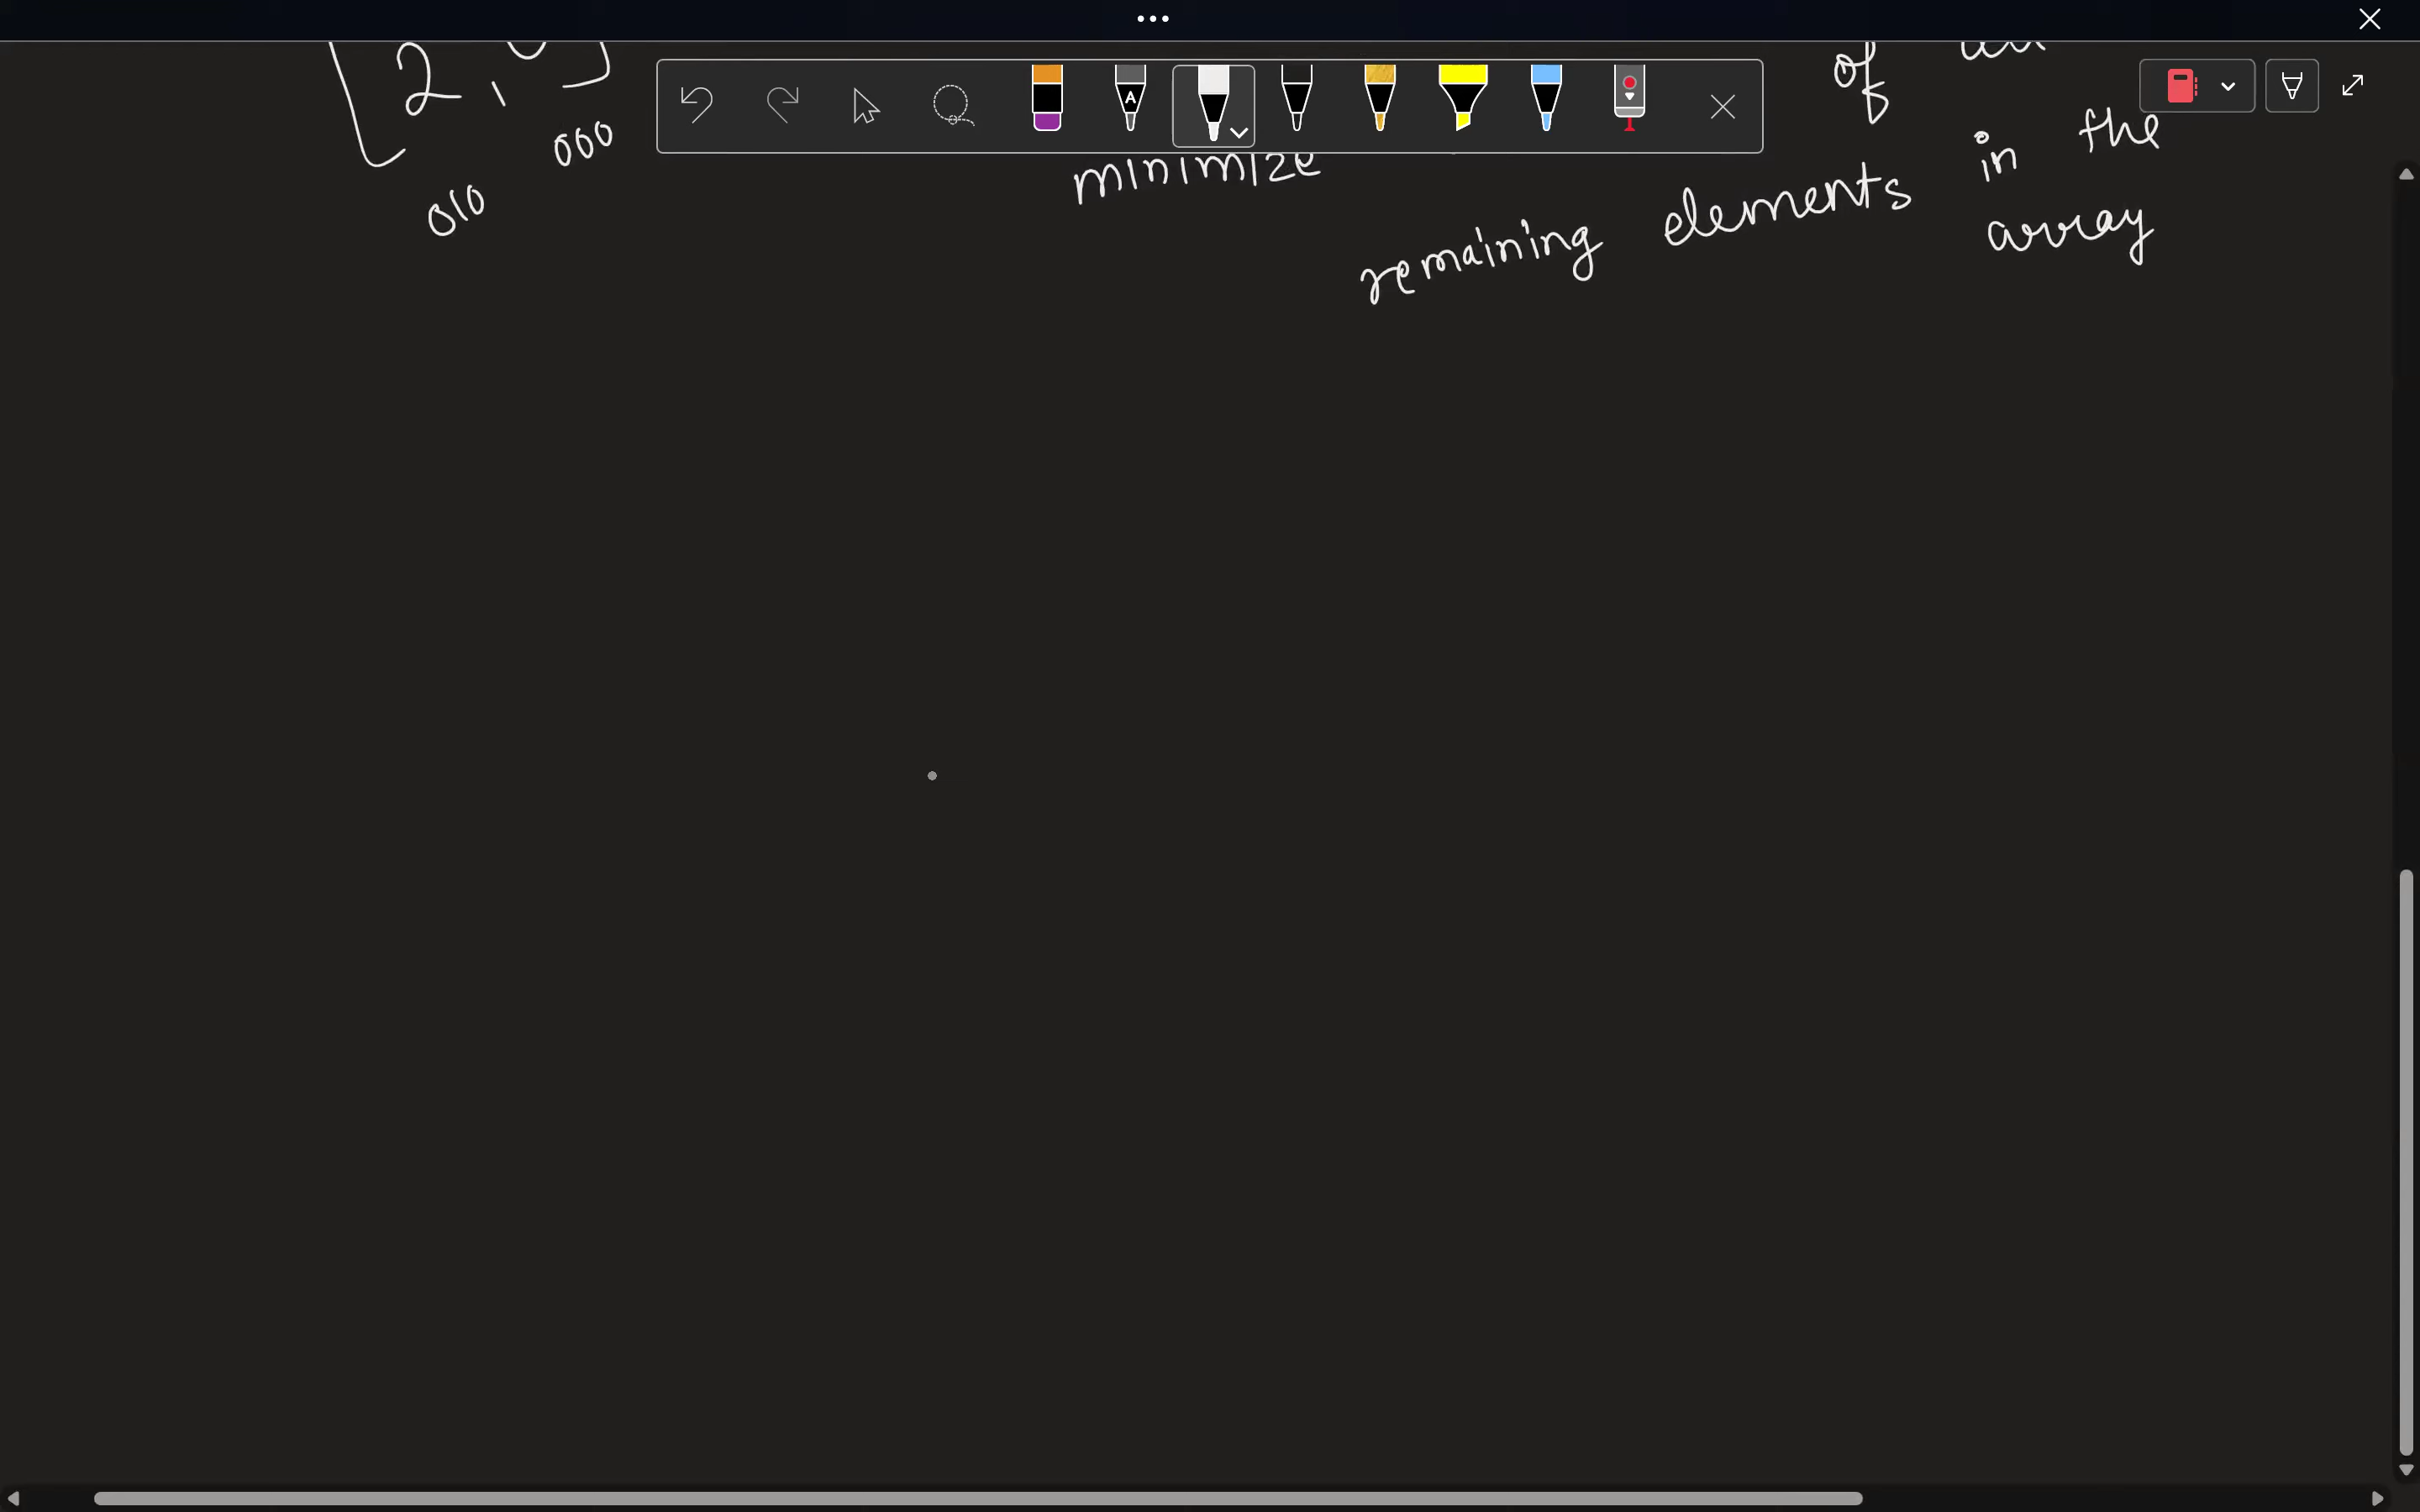 [2,
of
000
010
minimize
remaining elements in the
array